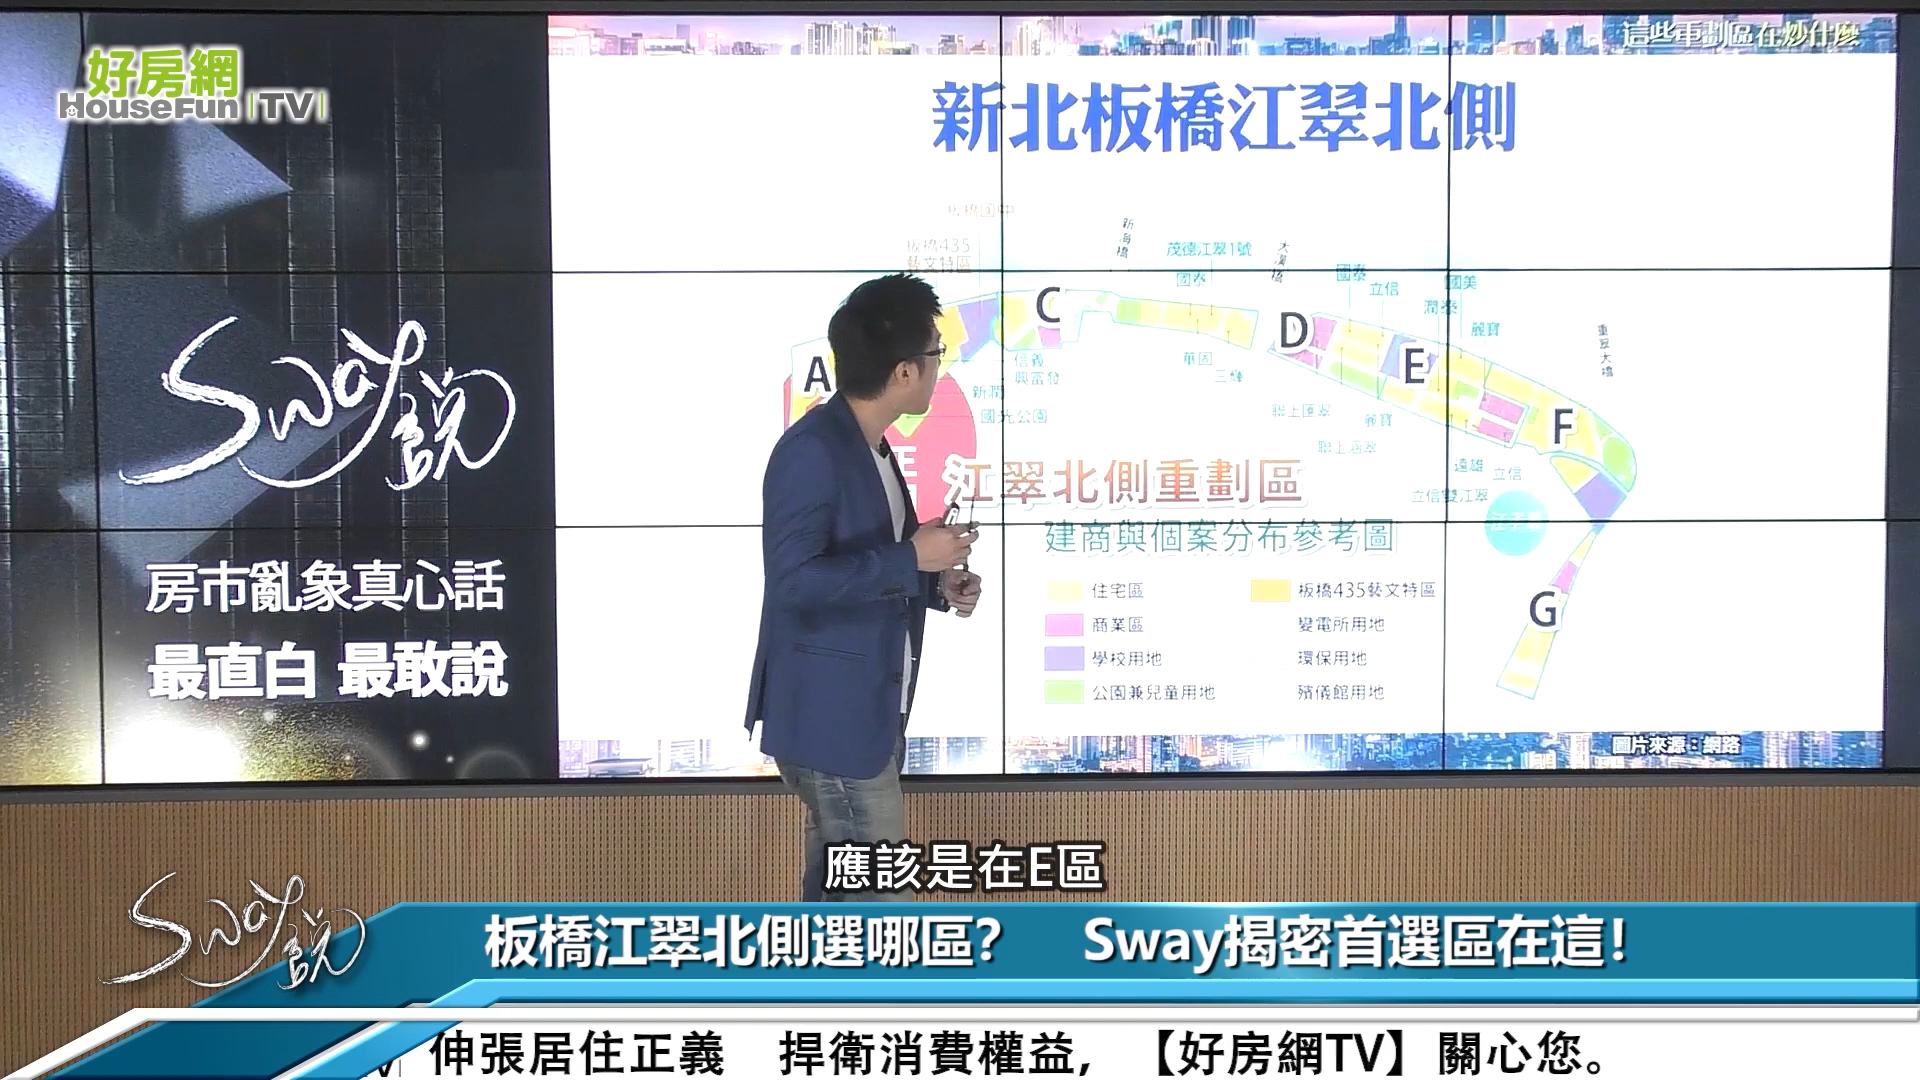 好房網
HouseFun TV
這些重劃區在炒什麼
新北板橋江翠北側
板橋國中
板橋435
藝文特區
新海橋
茂德江翠1號
國泰
大漢橋
國泰
立信
國美
潤泰
麗寶
重翠大橋
A
C
D
E
F
G
信義
興富發
新潤
國光公園
華固
三輝
聯上匯翠
麗寶
聯上涵翠
遠雄
立信
立信雙江翠
江子翠
江翠北側重劃區
建商與個案分布參考圖
住宅區
商業區
學校用地
公園兼兒童用地
板橋435藝文特區
變電所用地
環保用地
殯儀館用地
圖片來源：網路
Sway說
房市亂象真心話
最直白 最敢說
應該是在E區
Sway說
板橋江翠北側選哪區？ Sway揭密首選區在這！
伸張居住正義 捍衛消費權益，【好房網TV】關心您。